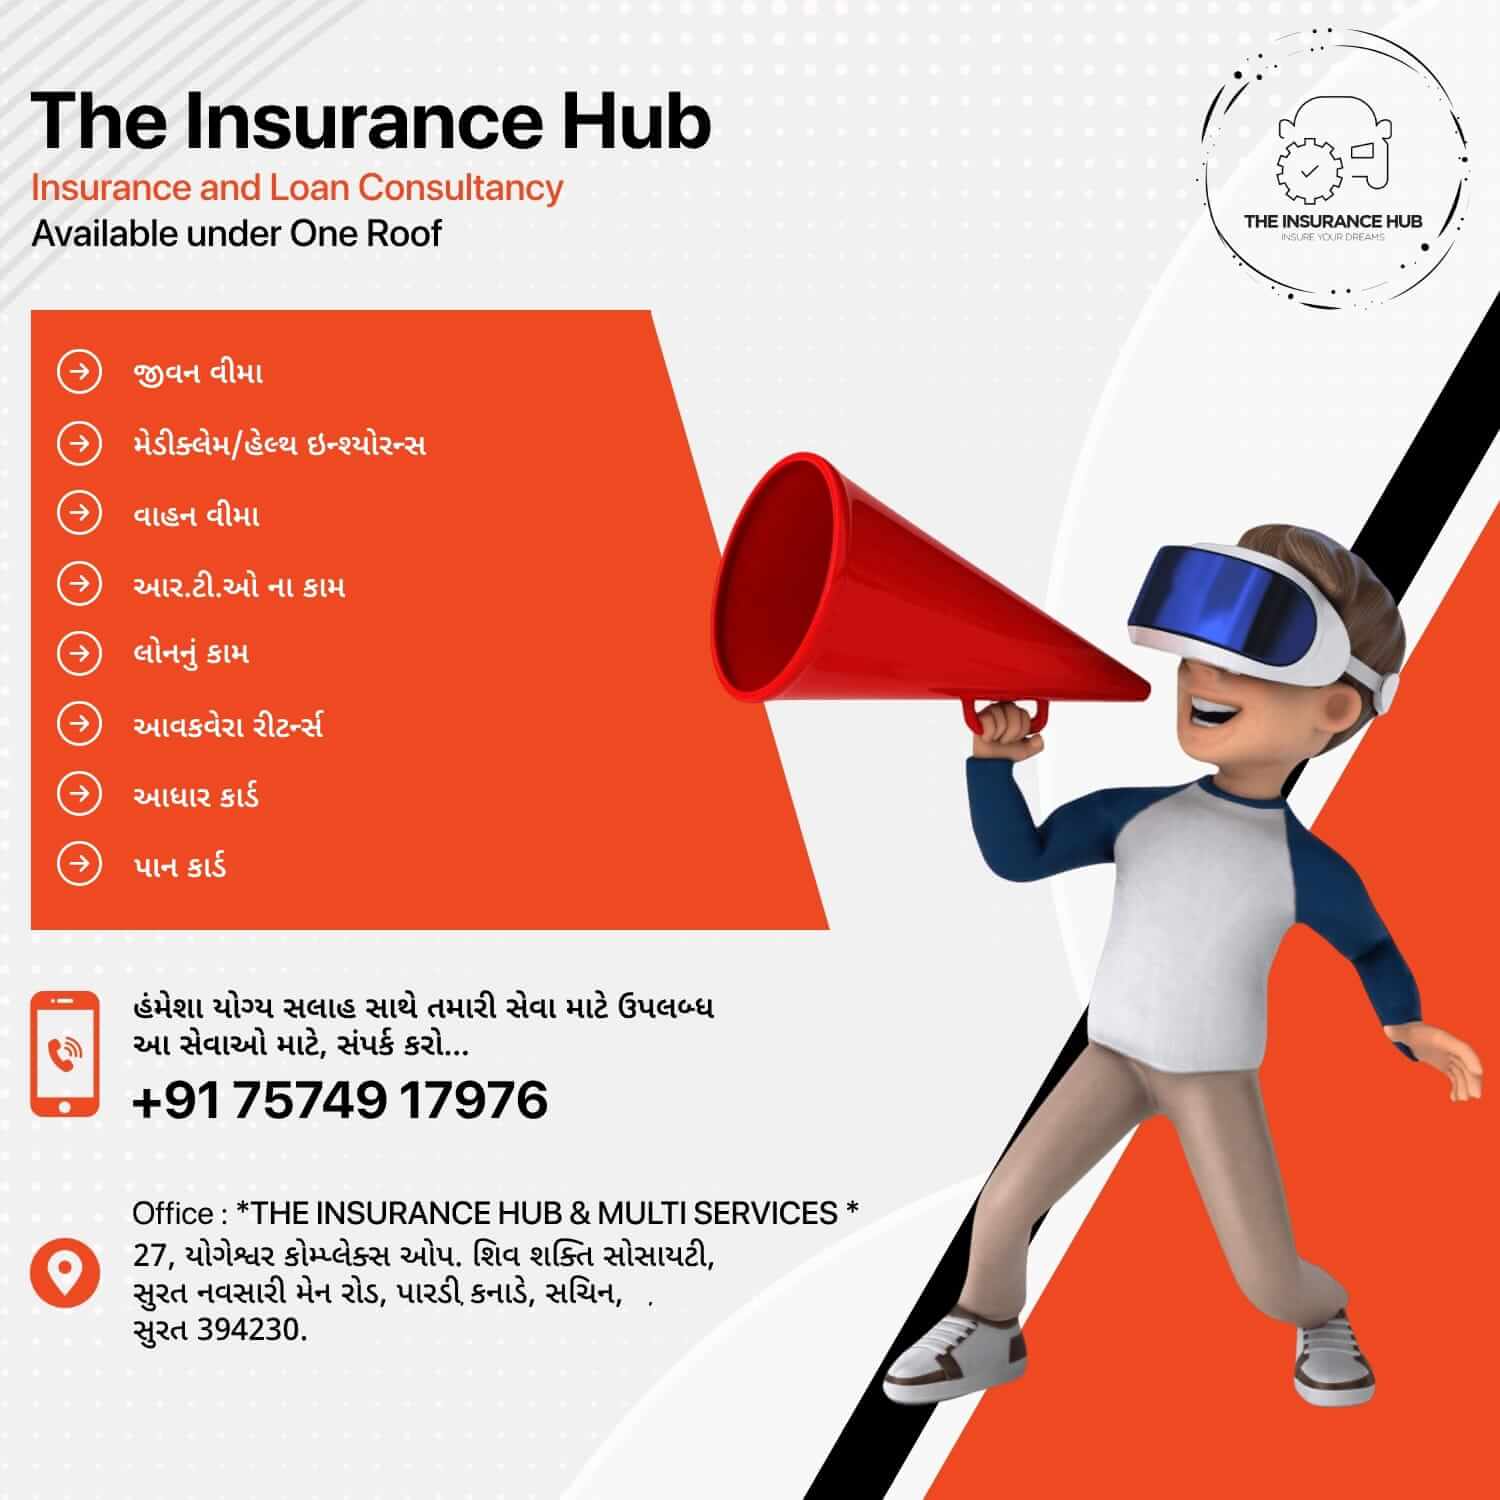 The Insurance Hub
Insurance and Loan Consultancy
Available under One Roof
THE INSURANCE HUB
INSURE YOUR DREAMS
જીવન વીમા
મેડીક્લેમ/હેલ્થ ઇન્શ્યોરન્સ
વાહન વીમા
આર.ટી.ઓ ના કામ
લોનનું કામ
આવકવેરા રીટર્ન્સ
આધાર કાર્ડ
પાન કાર્ડ
હંમેશા યોગ્ય સલાહ સાથે તમારી સેવા માટે ઉપલબ્ધ
આ સેવાઓ માટે, સંપર્ક કરો...
+91 75749 17976
Office : *THE INSURANCE HUB & MULTI SERVICES *
27, યોગેશ્વર કોમ્પ્લેક્સ ઓપ. શિવ શક્તિ સોસાયટી,
સુરત નવસારી મેન રોડ, પારડી કનાડે, સચિન, .
સુરત 394230.